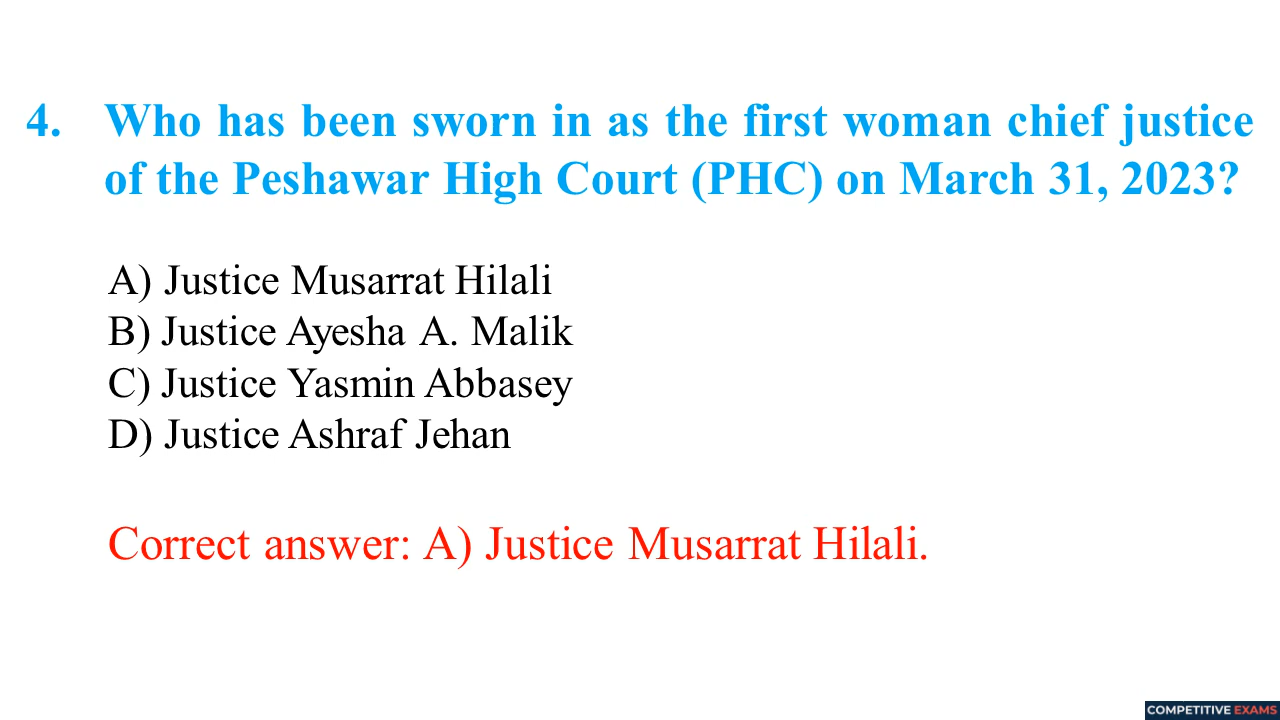 4. Who has been sworn in as the first woman chief justice
of the Peshawar High Court (PHC) on March 31, 2023?
A) Justice Musarrat Hilali
B) Justice Ayesha A. Malik
C) Justice Yasmin Abbasey
D) Justice Ashraf Jehan
Correct answer: A) Justice Musarrat Hilali.
COMPETITIVE EXAMS